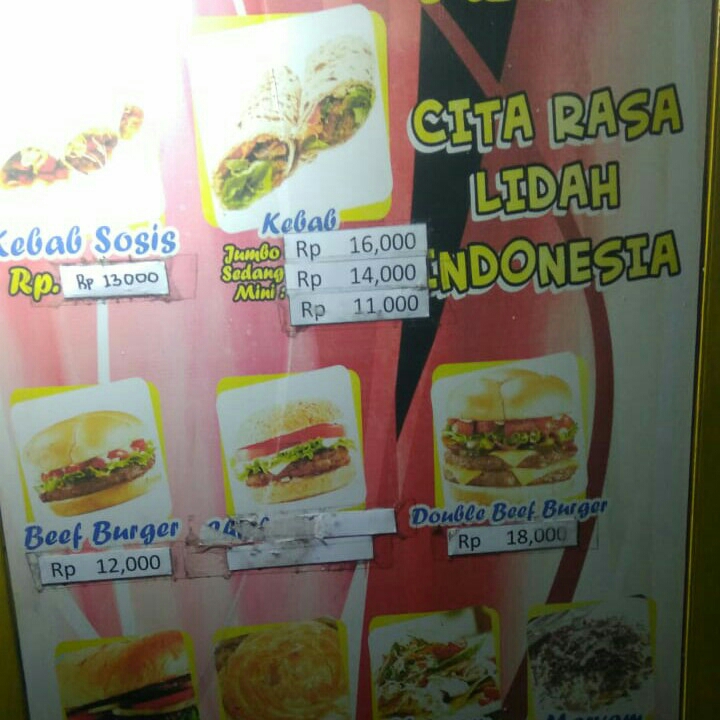 CITA RASA
LIDAH
INDONESIA
Kebab Sosis
Rp. Rp 13000
Kebab
Jumbo Rp 16,000
Sedang Rp 14,000
Mini : Rp 11,000
Beef Burger
Rp 12,000
Double Beef Burger
Rp 18,000